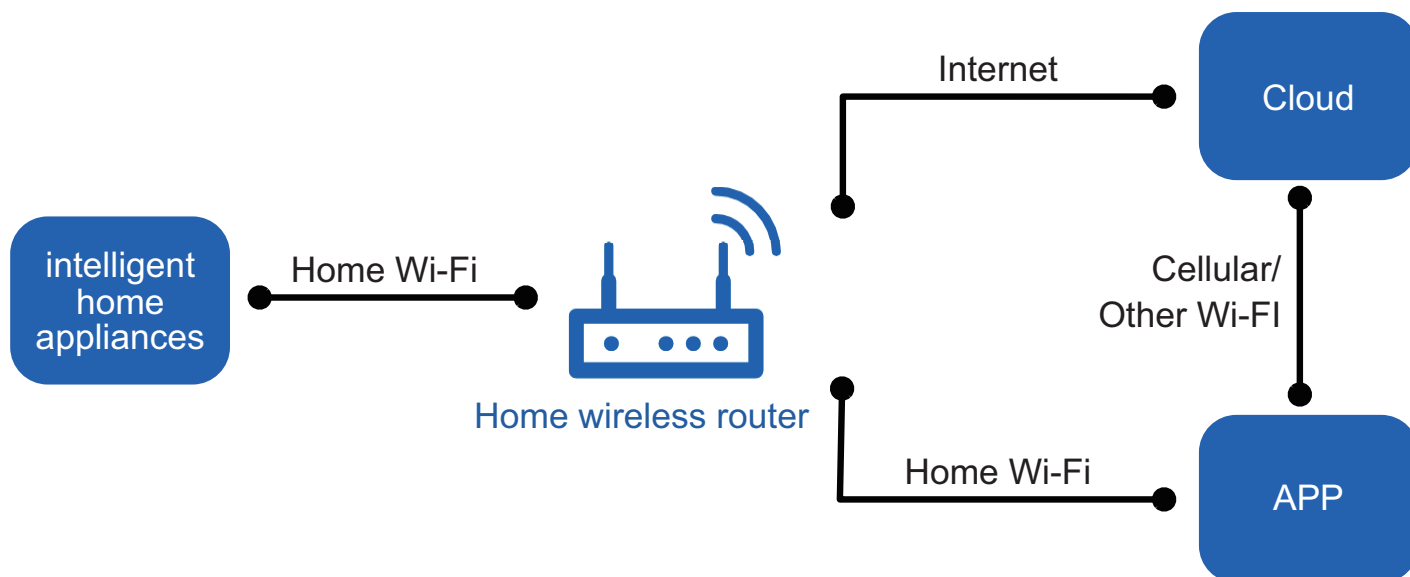 Internet
Cloud
intelligent
home
appliances
Home Wi-Fi
Cellular/
Other Wi-FI
Home wireless router
Home Wi-Fi
APP